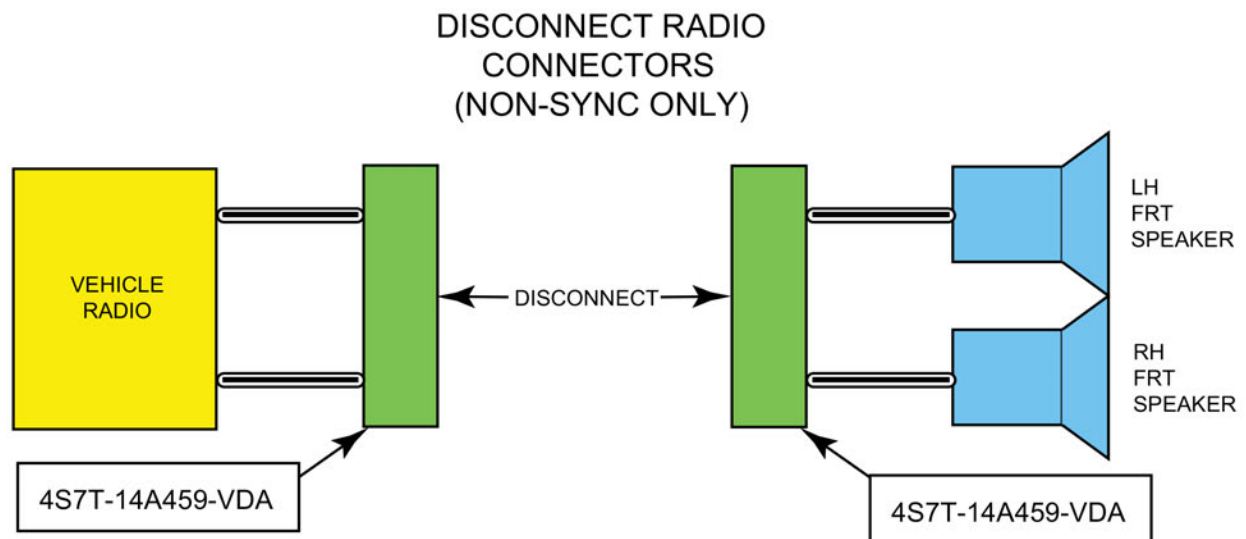 DISCONNECT RADIO
CONNECTORS
(NON-SYNC ONLY)
VEHICLE
RADIO
DISCONNECT
LH
FRT
SPEAKER
RH
FRT
SPEAKER
4S7T-14A459-VDA
4S7T-14A459-VDA